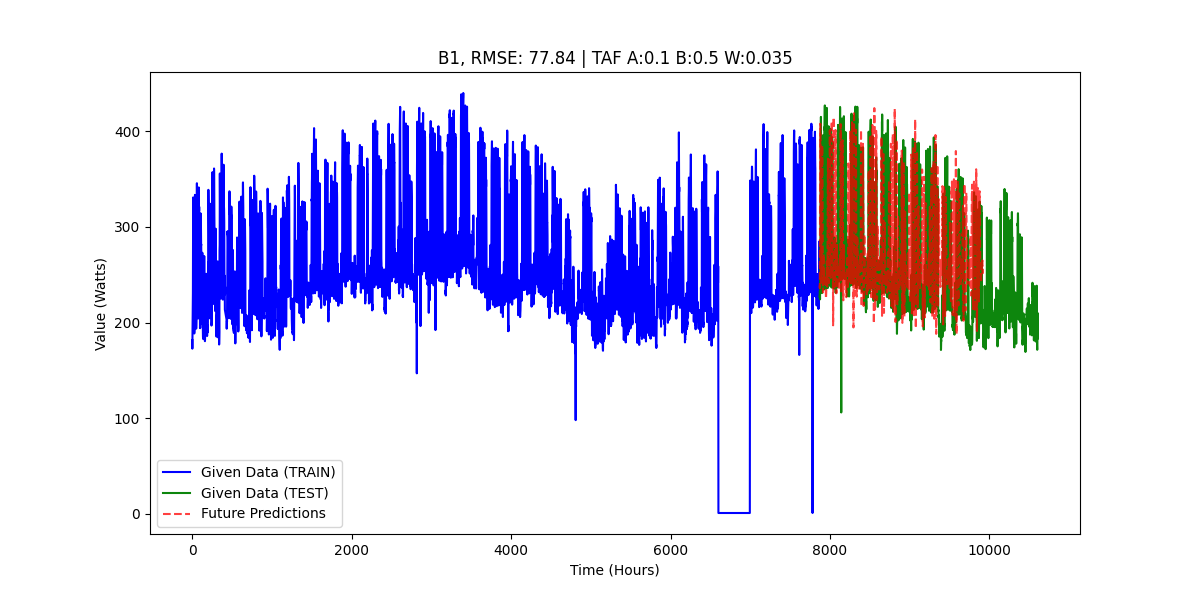 B1, RMSE: 77.84 | TAF A:0.1 B:0.5 W:0.035
Value (Watts)
400
300
200
100
0
Given Data (TRAIN)
Given Data (TEST)
Future Predictions
0 2000 4000 6000 8000 10000
Time (Hours)